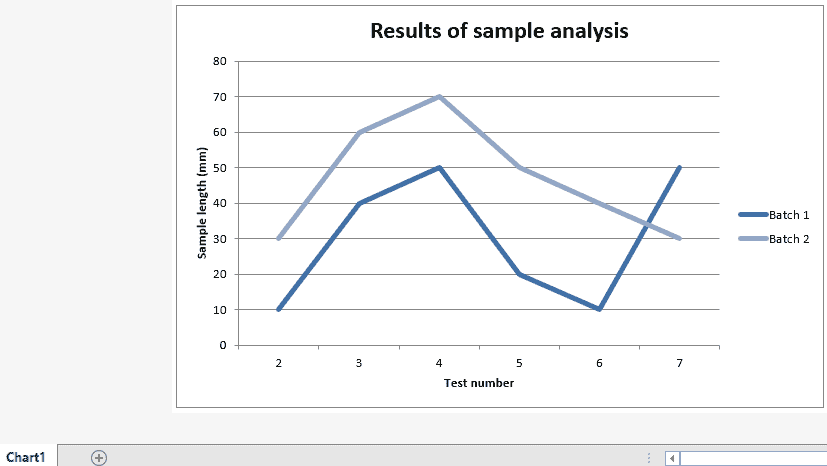 Results of sample analysis
80
70
60
50
40
30
20
10
0
Sample length (mm)
2 3 4 5 6 7
Test number
Batch 1
Batch 2
Chart1